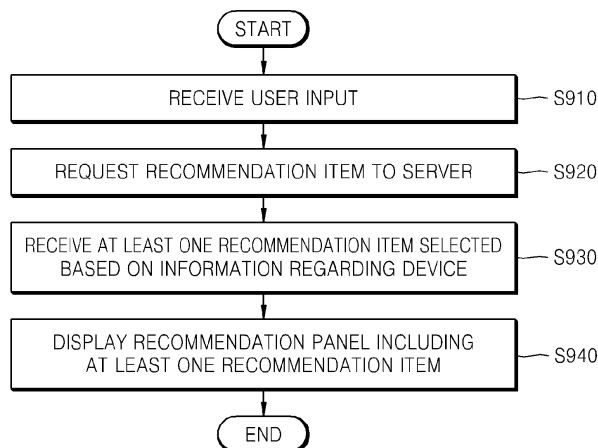 START
RECEIVE USER INPUT
S910
REQUEST RECOMMENDATION ITEM TO SERVER
S920
RECEIVE AT LEAST ONE RECOMMENDATION ITEM SELECTED
BASED ON INFORMATION REGARDING DEVICE
S930
DISPLAY RECOMMENDATION PANEL INCLUDING
AT LEAST ONE RECOMMENDATION ITEM
S940
END